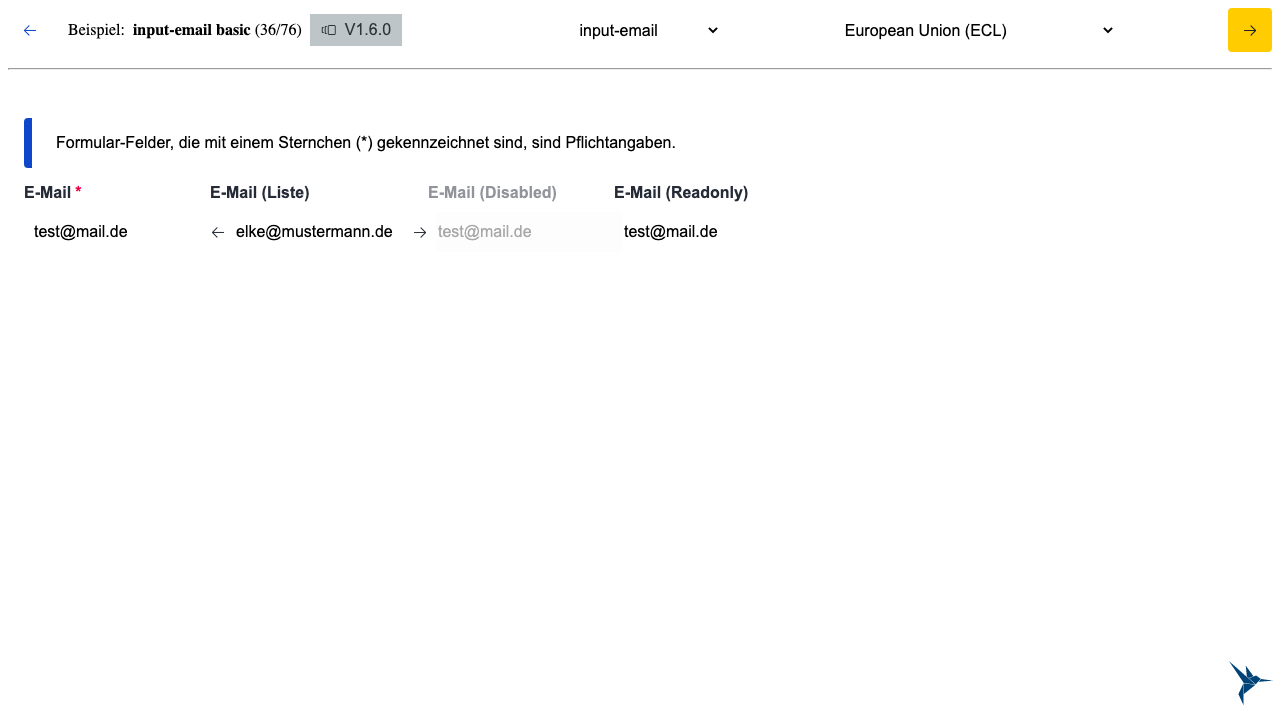 Beispiel: input-email basic (36/76) V1.6.0 input-email European Union (ECL)
Formular-Felder, die mit einem Sternchen (*) gekennzeichnet sind, sind Pflichtangaben.
E-Mail * E-Mail (Liste) E-Mail (Disabled) E-Mail (Readonly)
test@mail.de elke@mustermann.de test@mail.de test@mail.de